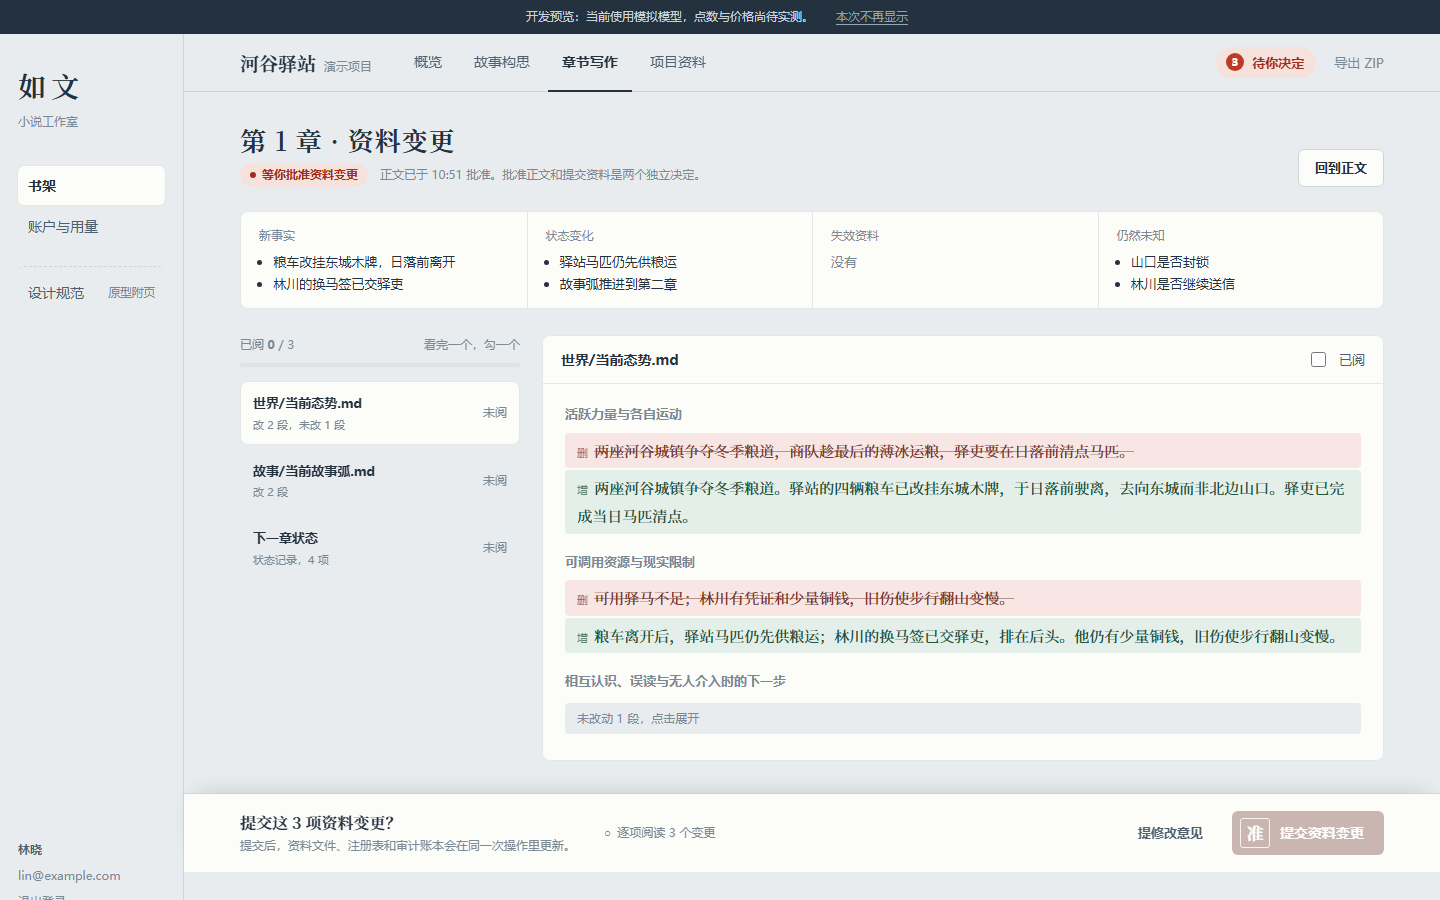 开发预览：当前使用模拟模型，点数与价格尚待实测。 本次不再显示
如文
小说工作室
书架
账户与用量
设计规范 原型附页
林晓
lin@example.com
河谷驿站 演示项目 概览 故事构思 章节写作 项目资料 3 待你决定 导出 ZIP
第 1 章 · 资料变更
等你批准资料变更 正文已于 10:51 批准。批准正文和提交资料是两个独立决定。
回到正文
新事实
粮车改挂东城木牌，日落前离开
林川的换马签已交驿吏
状态变化
驿站马匹仍先供粮运
故事弧推进到第二章
失效资料
没有
仍然未知
山口是否封锁
林川是否继续送信
已阅 0 / 3 看完一个，勾一个
世界/当前态势.md 未阅
改 2 段，未改 1 段
故事/当前故事弧.md 未阅
改 2 段
下一章状态 未阅
状态记录，4 项
世界/当前态势.md 已阅
活跃力量与各自运动
删 两座河谷城镇争夺冬季粮道，商队趁最后的薄冰运粮，驿吏要在日落前清点马匹。
增 两座河谷城镇争夺冬季粮道。驿站的四辆粮车已改挂东城木牌，于日落前驶离，去向东城而非北边山口。驿吏已完
成当日马匹清点。
可调用资源与现实限制
删 可用驿马不足；林川有凭证和少量铜钱，旧伤使步行翻山变慢。
增 粮车离开后，驿站马匹仍先供粮运；林川的换马签已交驿吏，排在后头。他仍有少量铜钱，旧伤使步行翻山变慢。
相互认识、误读与无人介入时的下一步
未改动 1 段，点击展开
提交这 3 项资料变更？
提交后，资料文件、注册表和审计账本会在同一次操作里更新。
逐项阅读 3 个变更
提修改意见
准 提交资料变更